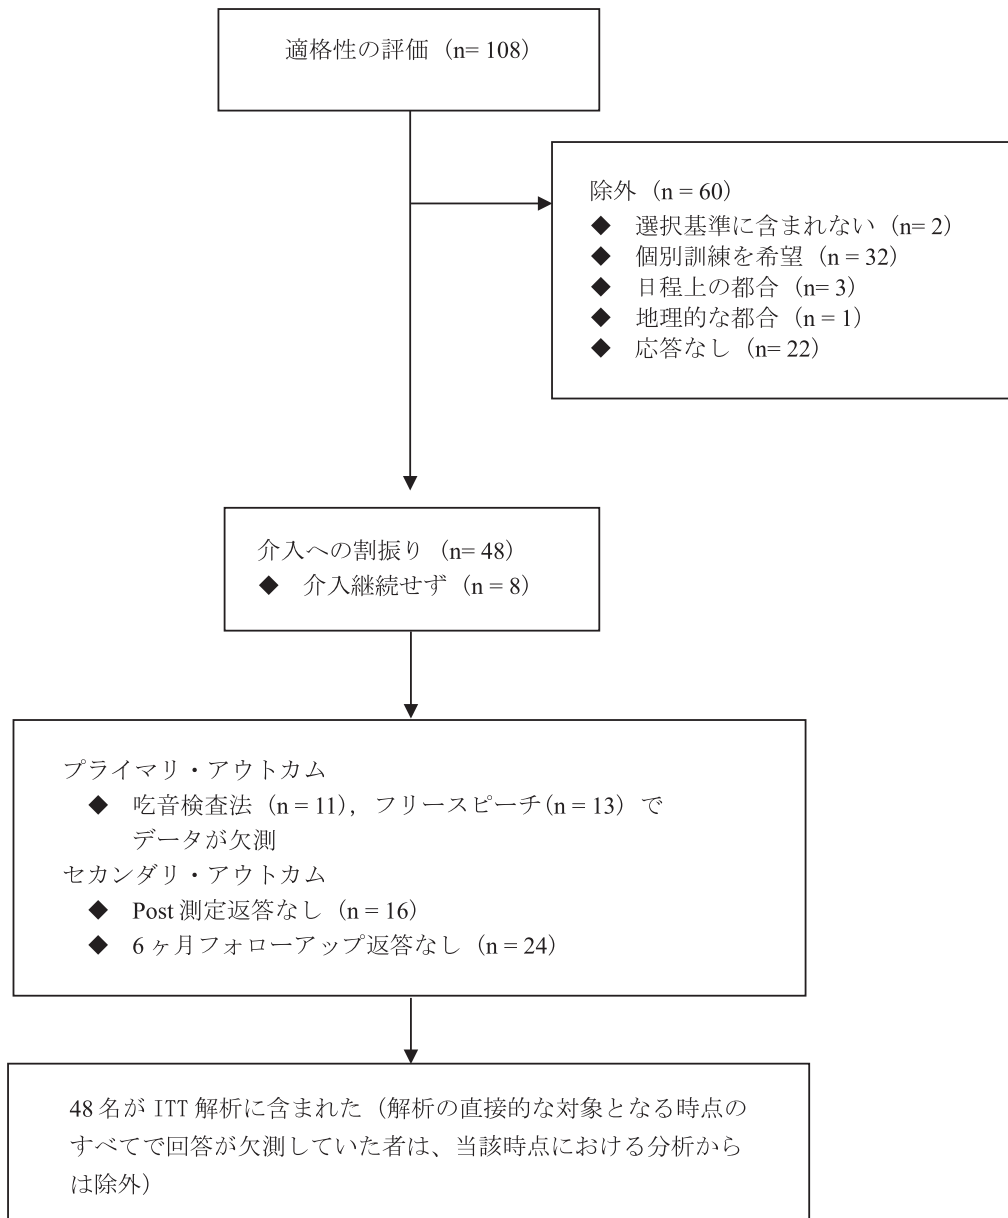 適格性の評価 (n= 108)
除外 (n = 60)
◆ 選択基準に含まれない (n= 2)
◆ 個別訓練を希望 (n = 32)
◆ 日程上の都合 (n= 3)
◆ 地理的な都合 (n = 1)
◆ 応答なし (n= 22)
介入への割振り (n= 48)
◆ 介入継続せず (n = 8)
プライマリ・アウトカム
◆ 吃音検査法 (n = 11), フリースピーチ(n = 13) で
データが欠測
セカンダリ・アウトカム
◆ Post 測定返答なし (n = 16)
◆ 6 ヶ月フォローアップ返答なし (n = 24)
48 名が ITT 解析に含まれた (解析の直接的な対象となる時点の
すべてで回答が欠測していた者は、当該時点における分析から
は除外)